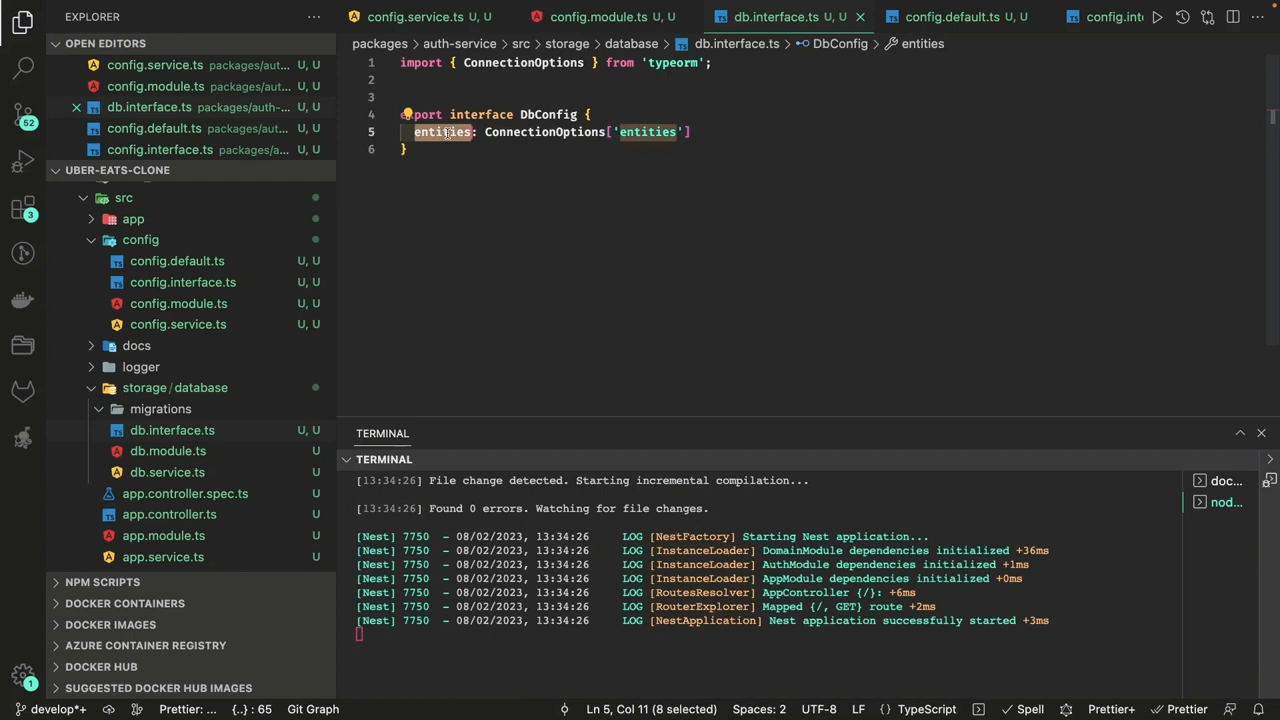 EXPLORER
OPEN EDITORS
config.service.ts packages/aut...
config.module.ts packages/aut...
db.interface.ts packages/auth-...
config.default.ts packages/aut...
config.interface.ts packages/a...
UBER-EATS-CLONE
src
app
config
config.default.ts U, U
config.interface.ts U, U
config.module.ts U, U
config.service.ts U, U
docs
logger
storage/database
migrations
db.interface.ts U, U
db.module.ts U
db.service.ts U
app.controller.spec.ts U
app.controller.ts U
app.module.ts U
app.service.ts U
NPM SCRIPTS
DOCKER CONTAINERS
DOCKER IMAGES
AZURE CONTAINER REGISTRY
DOCKER HUB
SUGGESTED DOCKER HUB IMAGES
52
3
1
config.service.ts U, U
config.module.ts U, U
db.interface.ts U, U
config.default.ts U, U
config.inte
packages > auth-service > src > storage > database > db.interface.ts > DbConfig > entities
1 import { ConnectionOptions } from 'typeorm';
2
3
4 export interface DbConfig {
5 entities: ConnectionOptions['entities']
6 }
TERMINAL
TERMINAL
[13:34:26] File change detected. Starting incremental compilation...
[13:34:26] Found 0 errors. Watching for file changes.
[Nest] 7750 - 08/02/2023, 13:34:26 LOG [NestFactory] Starting Nest application...
[Nest] 7750 - 08/02/2023, 13:34:26 LOG [InstanceLoader] DomainModule dependencies initialized +36ms
[Nest] 7750 - 08/02/2023, 13:34:26 LOG [InstanceLoader] AuthModule dependencies initialized +1ms
[Nest] 7750 - 08/02/2023, 13:34:26 LOG [InstanceLoader] AppModule dependencies initialized +0ms
[Nest] 7750 - 08/02/2023, 13:34:26 LOG [RoutesResolver] AppController {/}: +6ms
[Nest] 7750 - 08/02/2023, 13:34:26 LOG [RouterExplorer] Mapped {/, GET} route +2ms
[Nest] 7750 - 08/02/2023, 13:34:26 LOG [NestApplication] Nest application successfully started +3ms
doc...
nod...
develop*+ Prettier: ... {..} : 65 Git Graph Ln 5, Col 11 (8 selected) Spaces: 2 UTF-8 LF {} TypeScript Spell Prettier+ Prettier